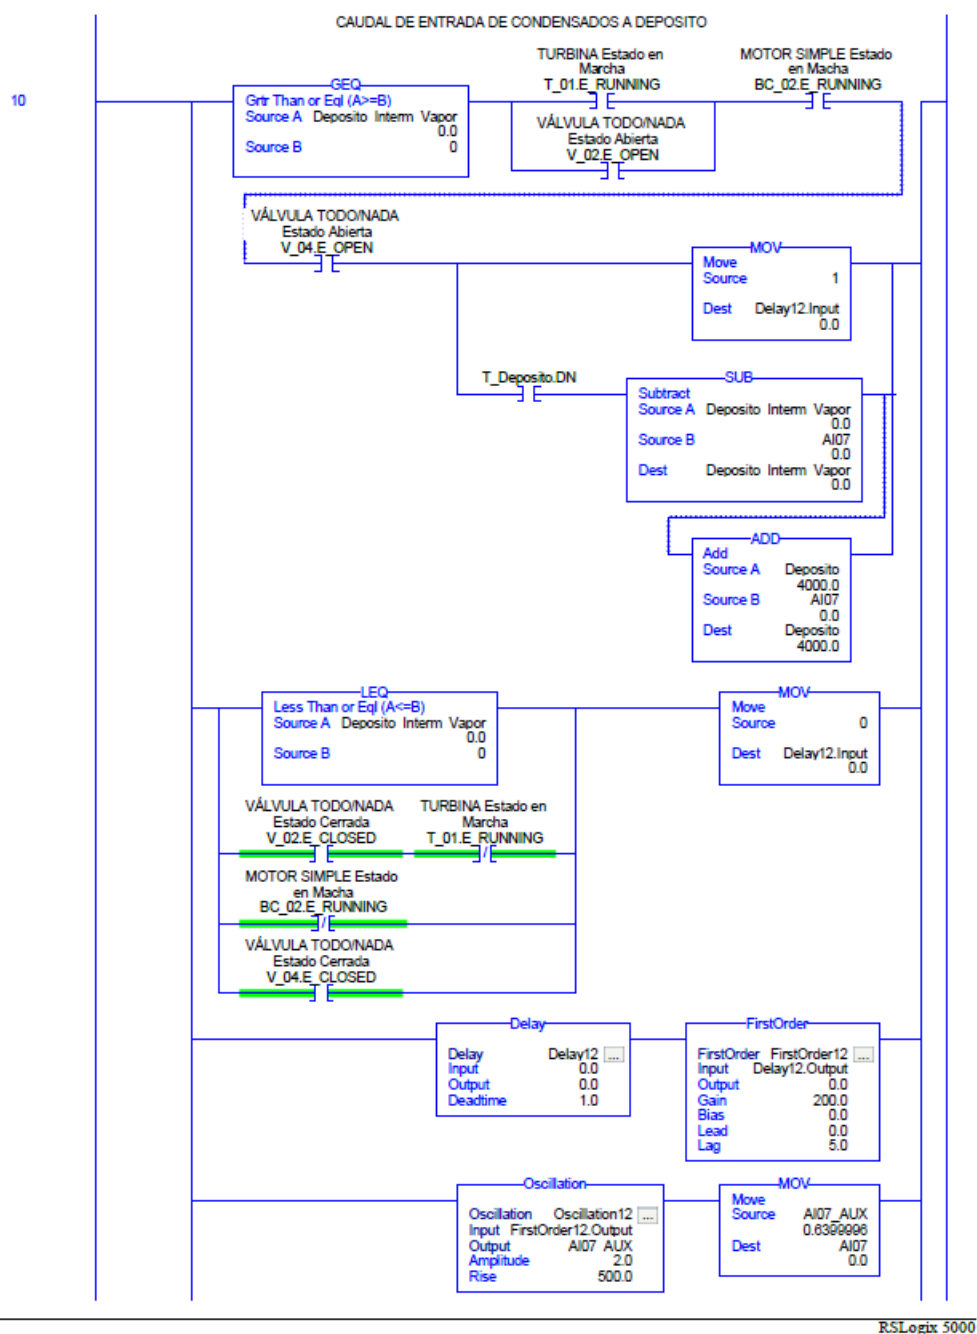 CAUDAL DE ENTRADA DE CONDENSADOS A DEPOSITO
10
GEQ
Grtr Than or Eql (A>=B)
Source A Deposito Interm Vapor
0.0
Source B 0
TURBINA Estado en
Marcha
T_01.E_RUNNING
VÁLVULA TODO/NADA
Estado Abierta
V_02.E_OPEN
MOTOR SIMPLE Estado
en Macha
BC_02.E_RUNNING
VÁLVULA TODO/NADA
Estado Abierta
V_04.E_OPEN
MOV
Move
Source 1
Dest Delay12.Input
0.0
T_Deposito.DN
SUB
Subtract
Source A Deposito Interm Vapor
0.0
Source B AI07
0.0
Dest Deposito Interm Vapor
0.0
ADD
Add
Source A Deposito
4000.0
Source B AI07
0.0
Dest Deposito
4000.0
LEQ
Less Than or Eql (A<=B)
Source A Deposito Interm Vapor
0.0
Source B 0
MOV
Move
Source 0
Dest Delay12.Input
0.0
VÁLVULA TODO/NADA
Estado Cerrada
V_02.E_CLOSED
TURBINA Estado en
Marcha
T_01.E_RUNNING
MOTOR SIMPLE Estado
en Macha
BC_02.E_RUNNING
VÁLVULA TODO/NADA
Estado Cerrada
V_04.E_CLOSED
Delay
Delay Delay12 ...
Input 0.0
Output 0.0
Deadtime 1.0
FirstOrder
FirstOrder FirstOrder12 ...
Input Delay12.Output
Output 0.0
Gain 200.0
Bias 0.0
Lead 0.0
Lag 5.0
Oscillation
Oscillation Oscillation12 ...
Input FirstOrder12.Output
Output AI07_AUX
Amplitude 2.0
Rise 500.0
MOV
Move
Source AI07_AUX
0.6399996
Dest AI07
0.0
RSLogix 5000